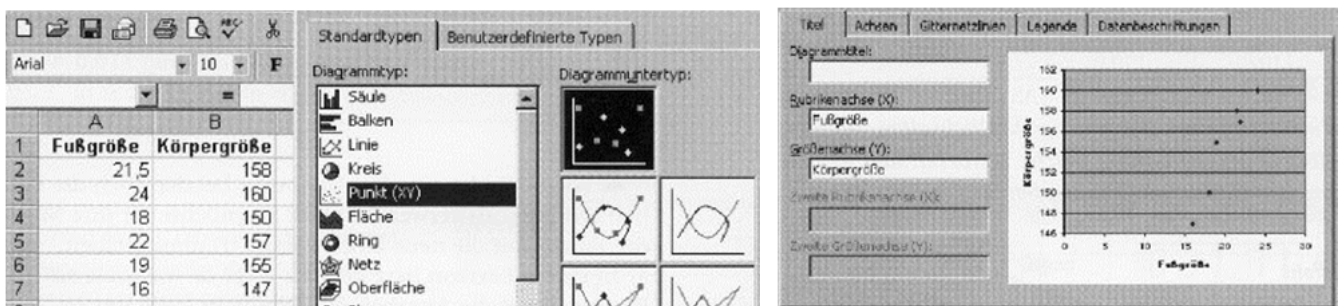 ABC
Arial 10 F
=
A B
1 Fußgröße Körpergröße
2 21,5 158
3 24 160
4 18 150
5 22 157
6 19 155
7 16 147
Standardtypen Benutzerdefinierte Typen
Diagrammtyp:
Säule
Balken
Linie
Kreis
Punkt (XY)
Fläche
Ring
Netz
Oberfläche
Diagrammuntertyp:
Titel Achsen Gitternetzlinien Legende Datenbeschriftungen
Diagrammtitel:
Rubrikenachse (X):
Fußgröße
Größenachse (Y):
Körpergröße
Zweite Rubrikenachse (X):
Zweite Größenachse (Y):
162
160
158
156
154
152
150
148
146
Körpergröße
0 5 10 15 20 25 30
Fußgröße